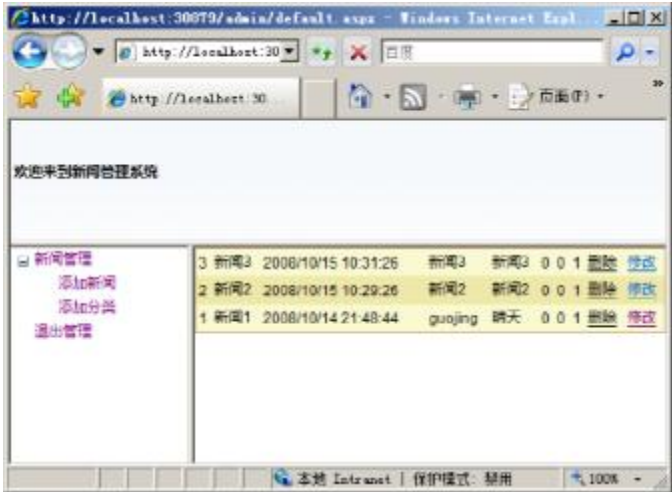 http://localhost:30879/admin/default.aspx - Windows Internet Expl...
http://localhost:30
百度
http://localhost:30...
页面(P)
欢迎来到新闻管理系统
新闻管理
添加新闻
添加分类
退出管理
3 新闻3 2008/10/15 10:31:26 新闻3 新闻3 0 0 1 删除 修改
2 新闻2 2008/10/15 10:29:26 新闻2 新闻2 0 0 1 删除 修改
1 新闻1 2008/10/14 21:48:44 guojing 晴天 0 0 1 删除 修改
本地 Intranet | 保护模式: 禁用
100%